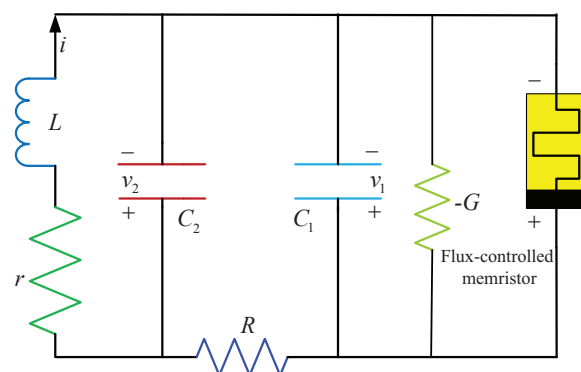 i
L
r
−
v2
+
C2
R
−
v1
+
C1
-G
−
+
Flux-controlled
memristor